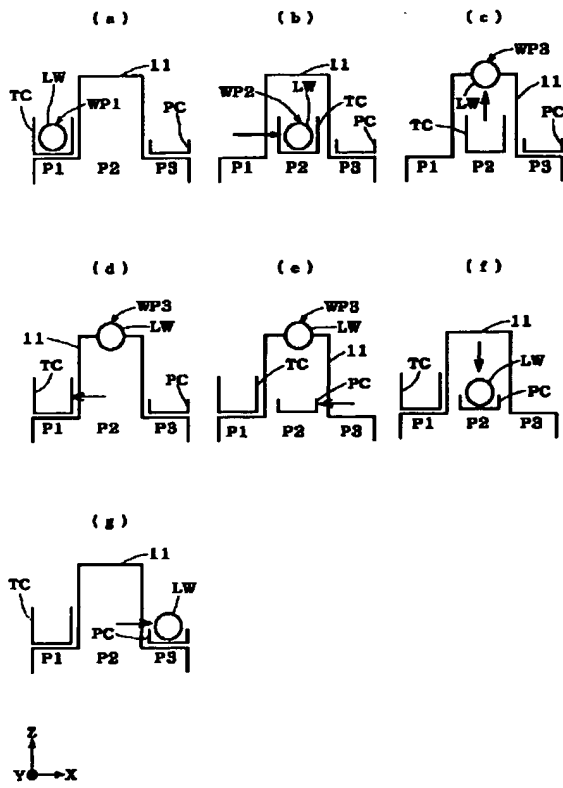 (a) (b) (c)
11 11 WP3
LW LW 11
TC WP1 WP2 TC LW
PC PC TC PC
P1 P2 P3 P1 P2 P3 P1 P2 P3
(d) (e) (f)
WP3 WP3 11
11 LW LW TC
TC TC 11 LW
PC PC PC
P1 P2 P3 P1 P2 P3 P1 P2 P3
(g)
11
TC LW
PC
P1 P2 P3
Z
Y X